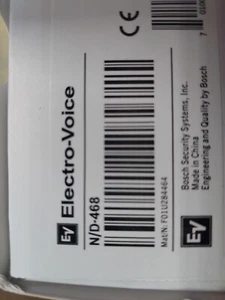 EV Electro-Voice
N/D-468
Mat/N: F01U284464
Bosch Security Systems, Inc.
Made in China
Engineering and Quality by Bosch
EV
CE